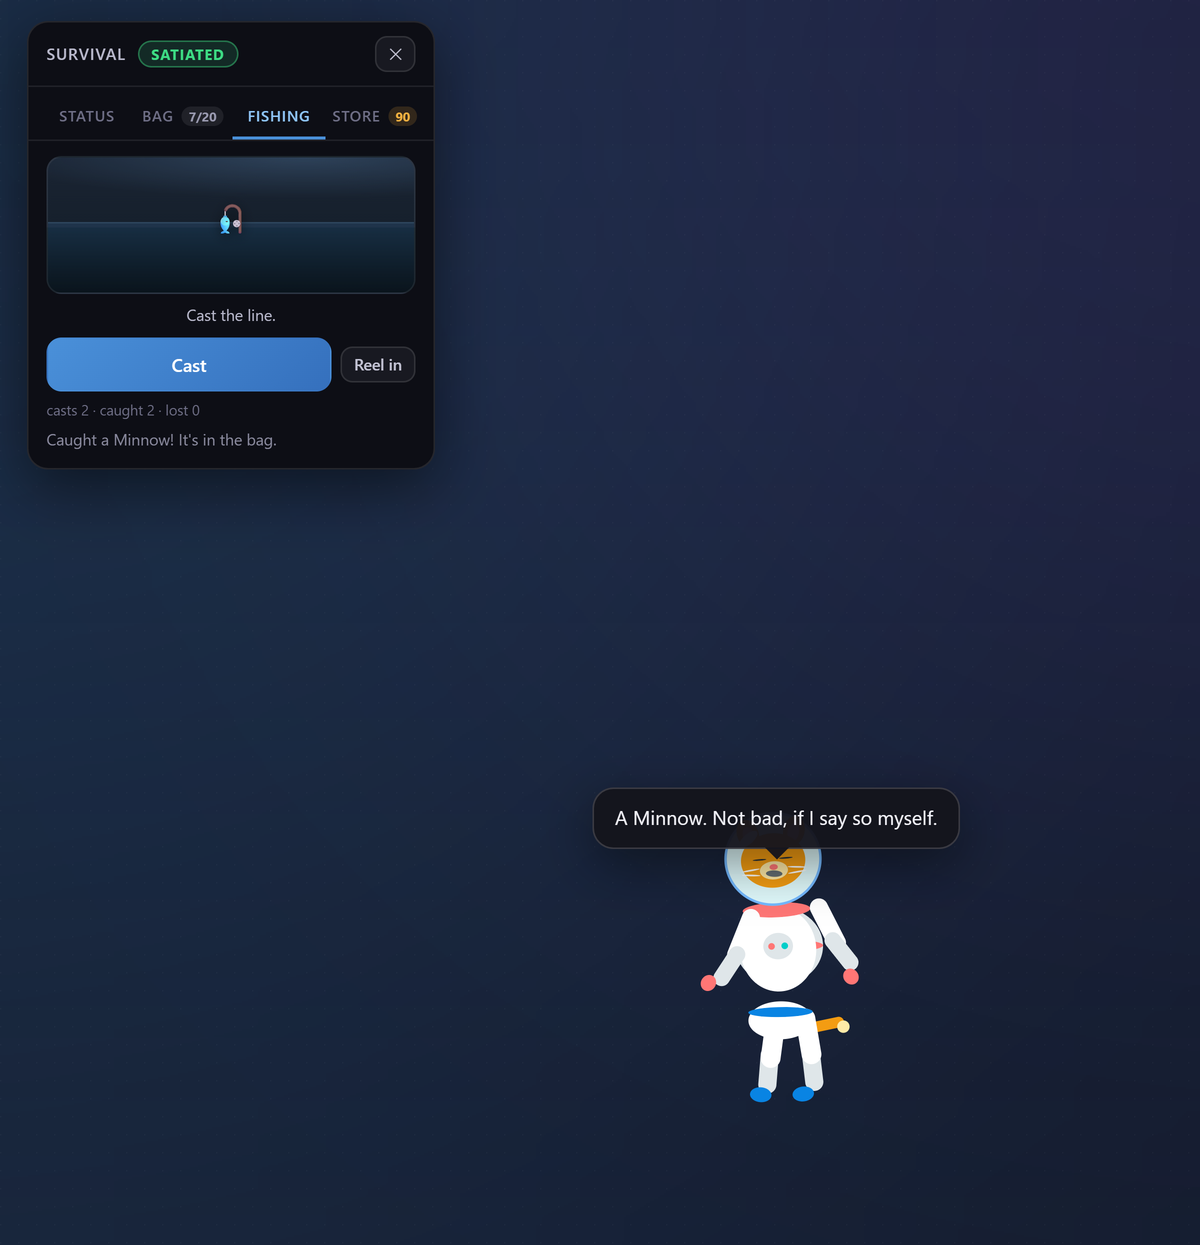 SURVIVAL SATIATED
STATUS BAG 7/20 FISHING STORE 90
Cast the line.
Cast Reel in
casts 2 · caught 2 · lost 0
Caught a Minnow! It's in the bag.
A Minnow. Not bad, if I say so myself.